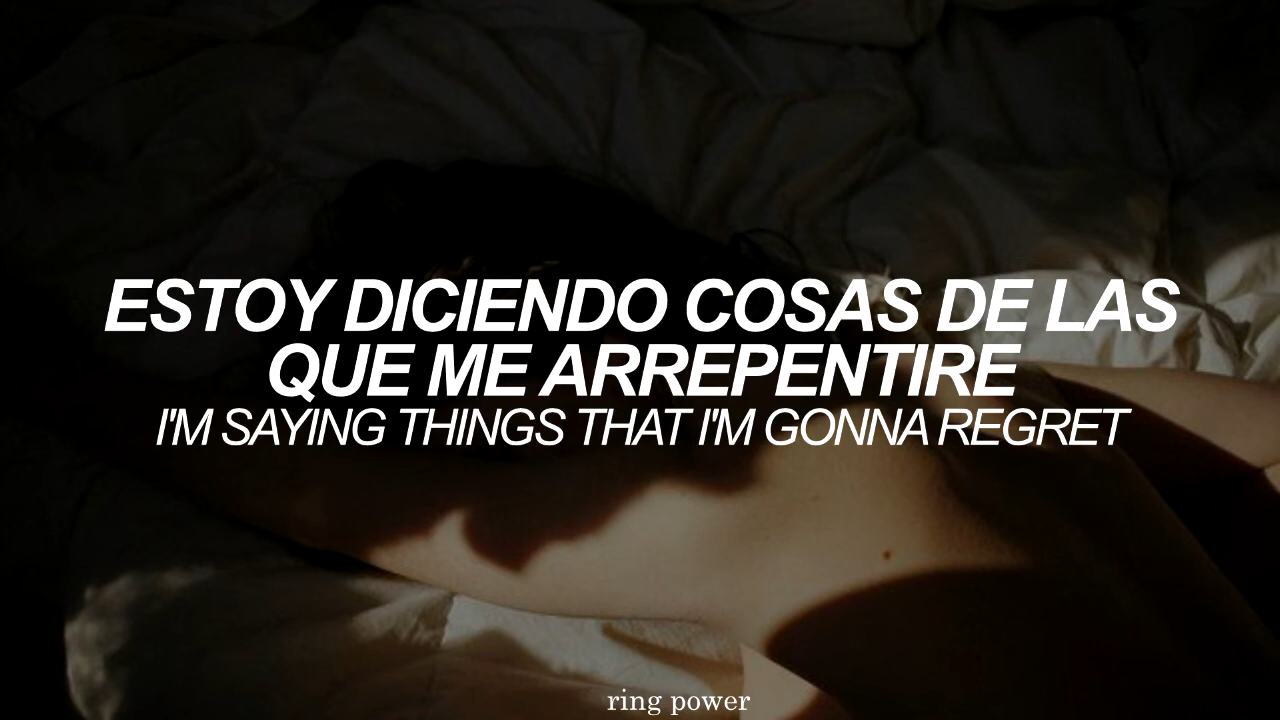 ESTOY DICIENDO COSAS DE LAS
QUE ME ARREPENTIRE
I'M SAYING THINGS THAT I'M GONNA REGRET
ring power